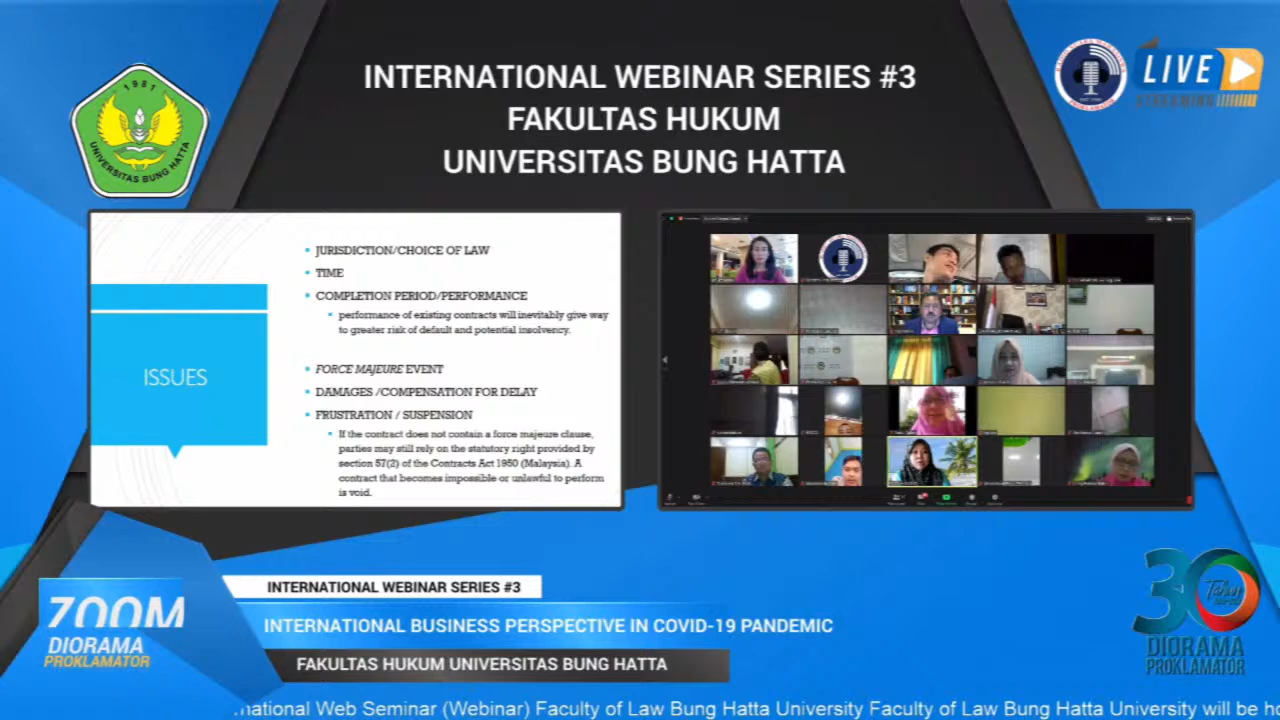 INTERNATIONAL WEBINAR SERIES #3
FAKULTAS HUKUM
UNIVERSITAS BUNG HATTA
1981
UNIVERSITAS BUNG HATTA
LIVE
STREAMING
PROKLAMATOR
ISSUES
JURISDICTION/CHOICE OF LAW
TIME
COMPLETION PERIOD/PERFORMANCE
performance of existing contracts will inevitably give way
to greater risk of default and potential insolvency.
FORCE MAJEURE EVENT
DAMAGES /COMPENSATION FOR DELAY
FRUSTRATION / SUSPENSION
If the contract does not contain a force majeure clause,
parties may still rely on the statutory right provided by
section 57(2) of the Contracts Act 1950 (Malaysia). A
contract that becomes impossible or unlawful to perform
is void.
ZOOM
DIORAMA
PROKLAMATOR
INTERNATIONAL WEBINAR SERIES #3
INTERNATIONAL BUSINESS PERSPECTIVE IN COVID-19 PANDEMIC
FAKULTAS HUKUM UNIVERSITAS BUNG HATTA
30
Tahun
DIORAMA
PROKLAMATOR
national Web Seminar (Webinar) Faculty of Law Bung Hatta University Faculty of Law Bung Hatta University will be ho